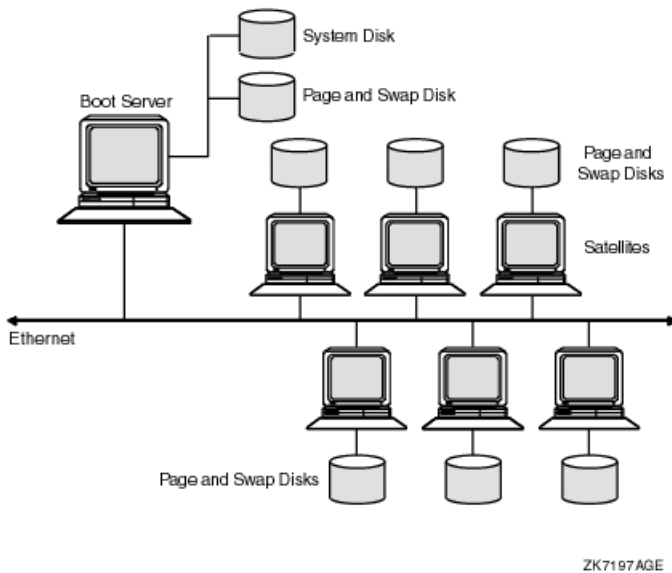 System Disk
Boot Server
Page and Swap Disk
Page and
Swap Disks
Satellites
Ethernet
Page and Swap Disks
ZK7197AGE